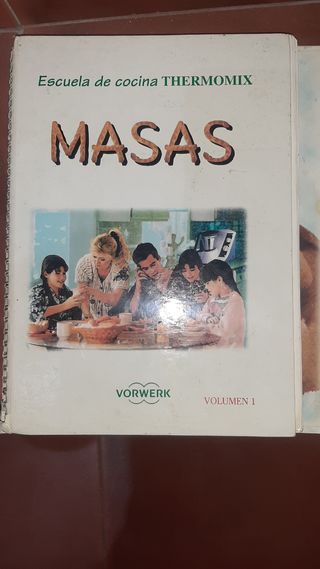 Escuela de cocina THERMOMIX
MASAS
VORWERK
VOLUMEN 1